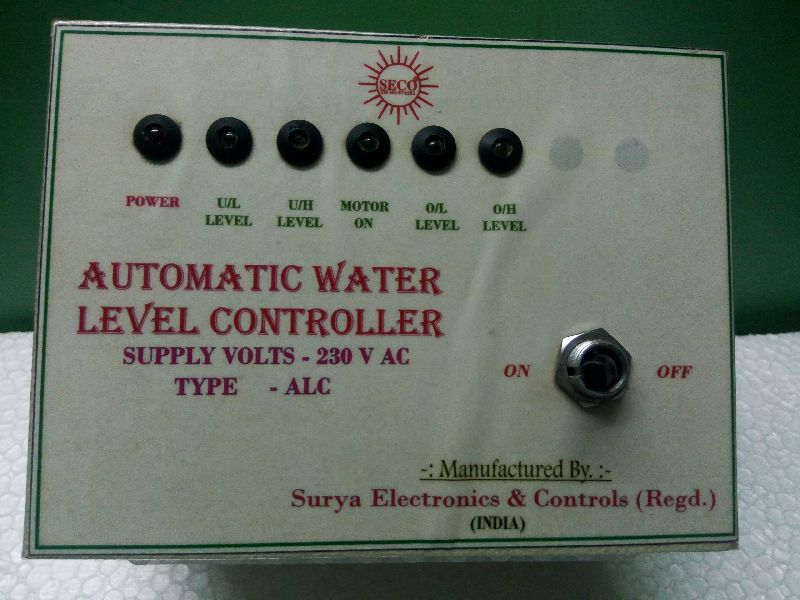 SECO
POWER
U/L LEVEL
U/H LEVEL
MOTOR ON
O/L LEVEL
O/H LEVEL
AUTOMATIC WATER
LEVEL CONTROLLER
SUPPLY VOLTS - 230 V AC
TYPE - ALC
ON OFF
-: Manufactured By. :-
Surya Electronics & Controls (Regd.)
(INDIA)